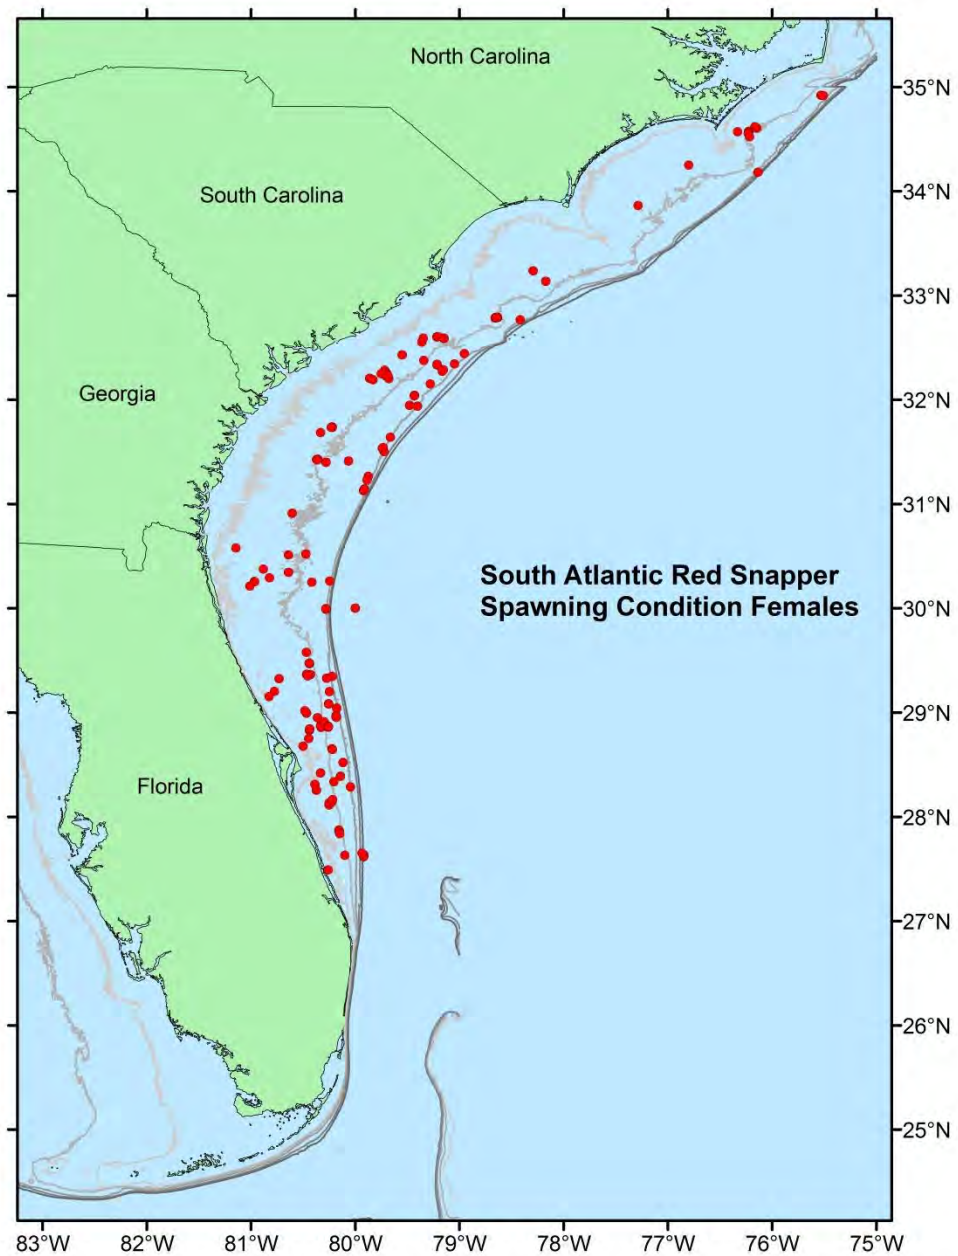 North Carolina
35°N
South Carolina
34°N
33°N
Georgia
32°N
31°N
South Atlantic Red Snapper
Spawning Condition Females
30°N
29°N
Florida
28°N
27°N
26°N
25°N
83°W 82°W 81°W 80°W 79°W 78°W 77°W 76°W 75°W